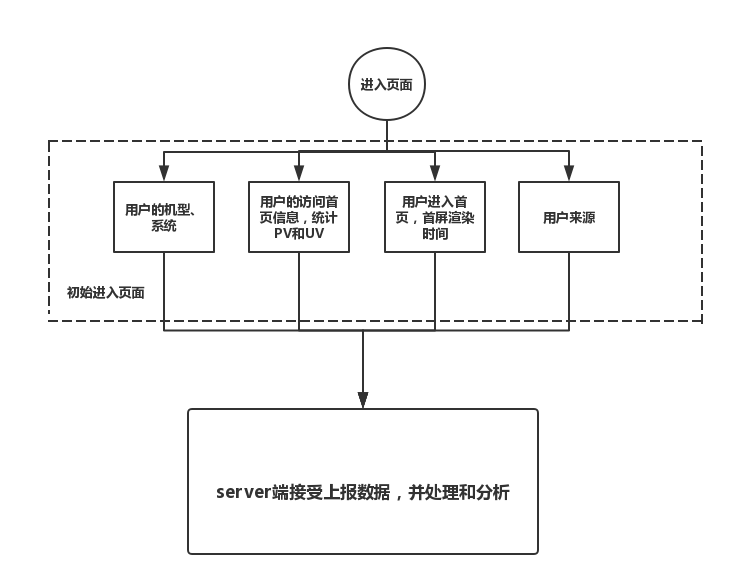 进入页面
用户的机型、
系统
用户的访问首
页信息，统计
PV和UV
用户进入首
页，首屏渲染
时间
用户来源
初始进入页面
server端接受上报数据，并处理和分析